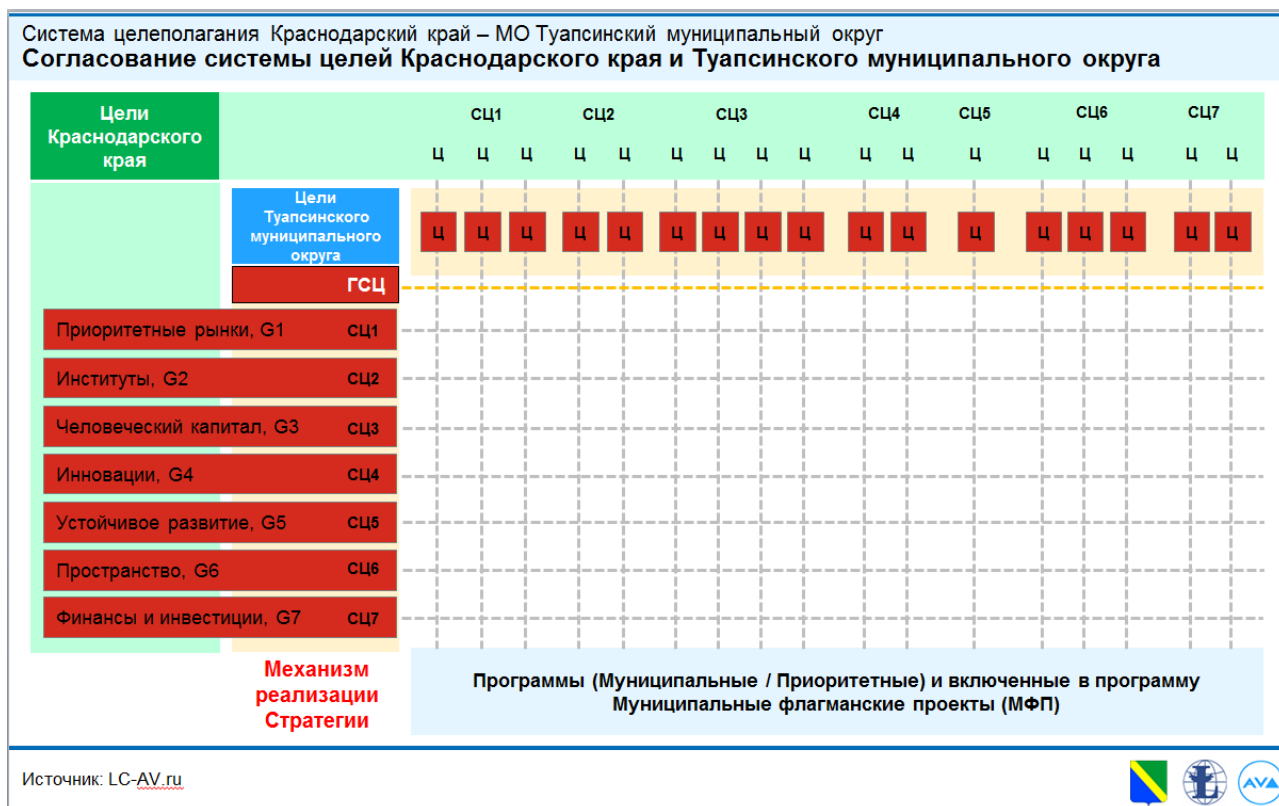 Система целеполагания Краснодарский край – МО Туапсинский муниципальный округ
Согласование системы целей Краснодарского края и Туапсинского муниципального округа
Цели
Краснодарского
края
СЦ1 СЦ2 СЦ3 СЦ4 СЦ5 СЦ6 СЦ7
Ц Ц Ц Ц Ц Ц Ц Ц Ц Ц Ц Ц Ц Ц Ц Ц Ц
Цели
Туапсинского
муниципального
округа
Ц Ц Ц Ц Ц Ц Ц Ц Ц Ц Ц Ц Ц Ц Ц Ц Ц
ГСЦ
Приоритетные рынки, G1 СЦ1
Институты, G2 СЦ2
Человеческий капитал, G3 СЦ3
Инновации, G4 СЦ4
Устойчивое развитие, G5 СЦ5
Пространство, G6 СЦ6
Финансы и инвестиции, G7 СЦ7
Механизм
реализации
Стратегии
Программы (Муниципальные / Приоритетные) и включенные в программу
Муниципальные флагманские проекты (МФП)
Источник: LC-AV.ru
AVA